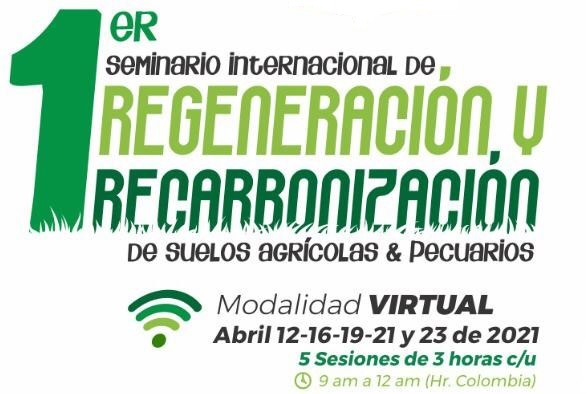 1ER
SEMINARIO INTERNACIONAL DE
REGENERACIÓN, Y
RECARBONIZACIÓN
DE SUELOS AGRÍCOLAS & PECUARIOS
Modalidad VIRTUAL
Abril 12-16-19-21 y 23 de 2021
5 Sesiones de 3 horas c/u
9 am a 12 am (Hr. Colombia)